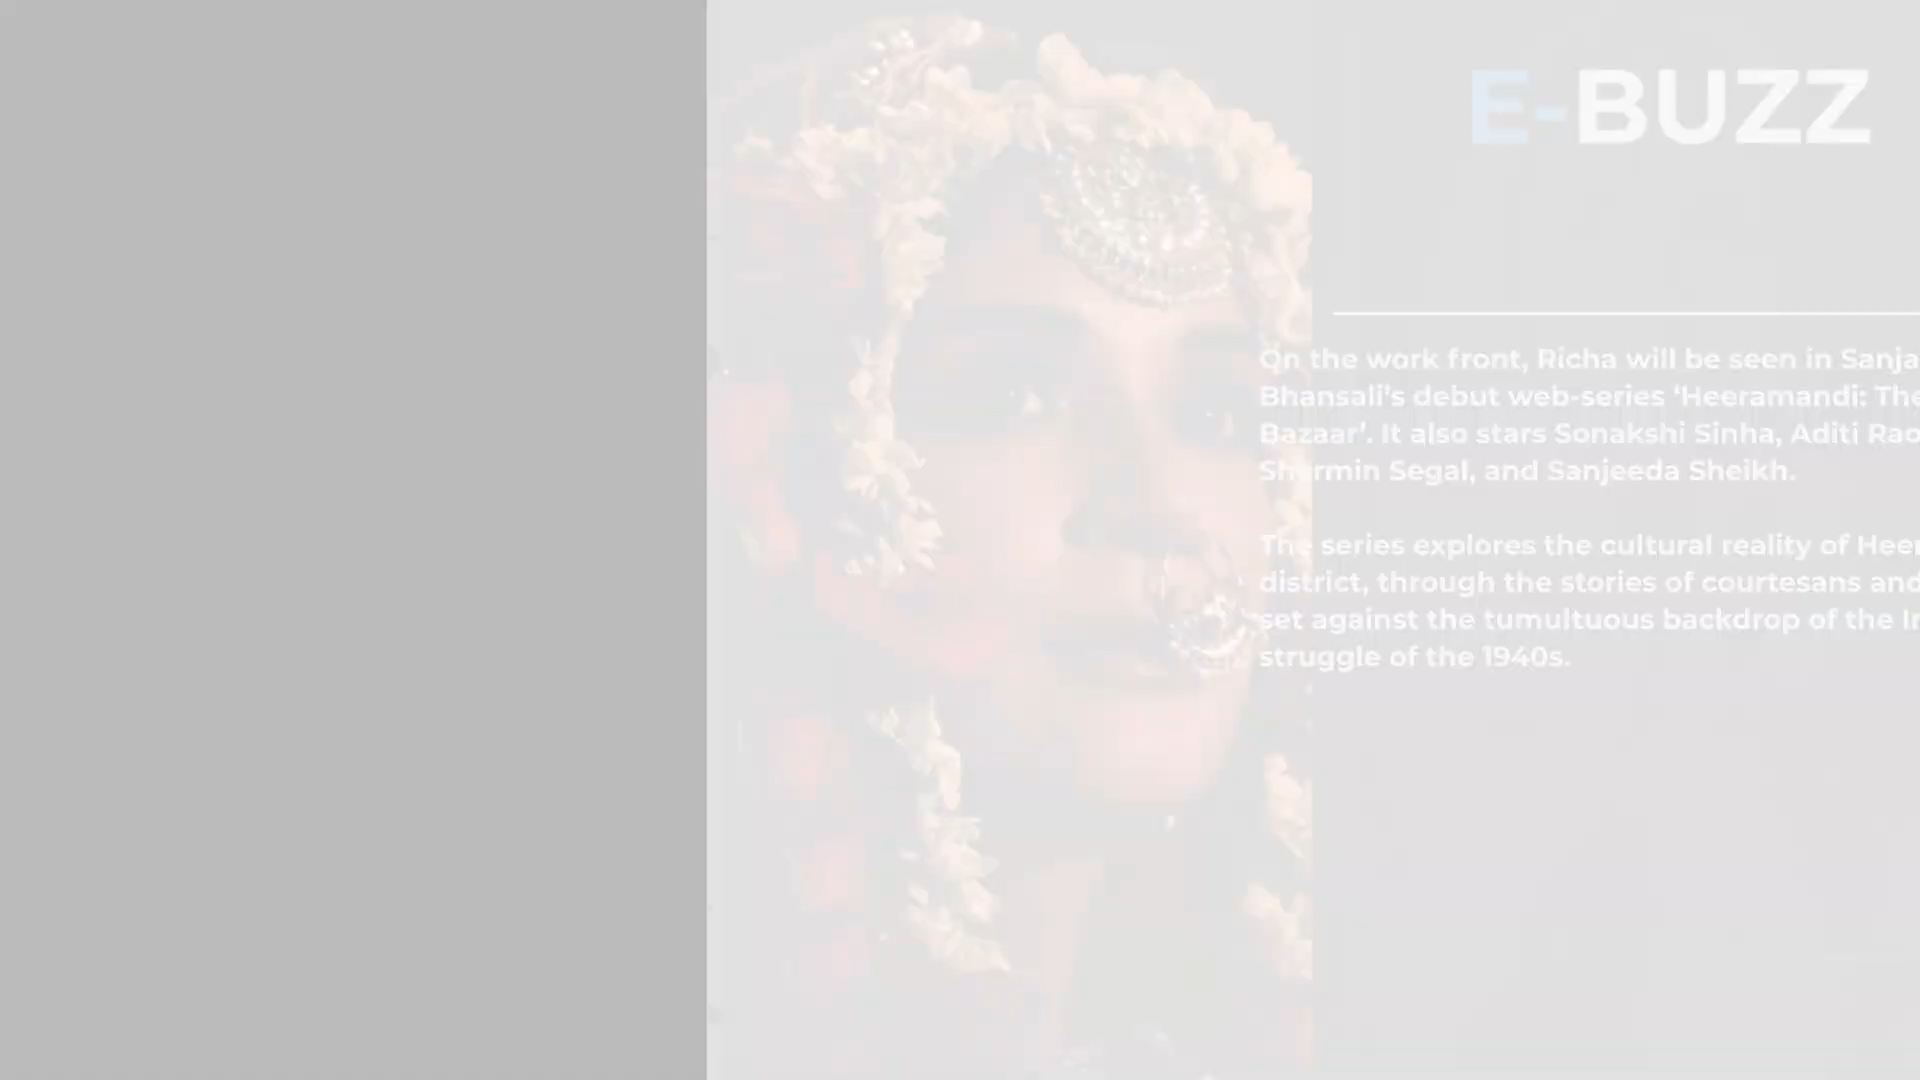 E-BUZZ
On the work front, Richa will be seen in Sanja
Bhansali's debut web-series 'Heeramandi: The
Bazaar'. It also stars Sonakshi Sinha, Aditi Rao
Sharmin Segal, and Sanjeeda Sheikh.
The series explores the cultural reality of Heer
district, through the stories of courtesans and
set against the tumultuous backdrop of the In
struggle of the 1940s.